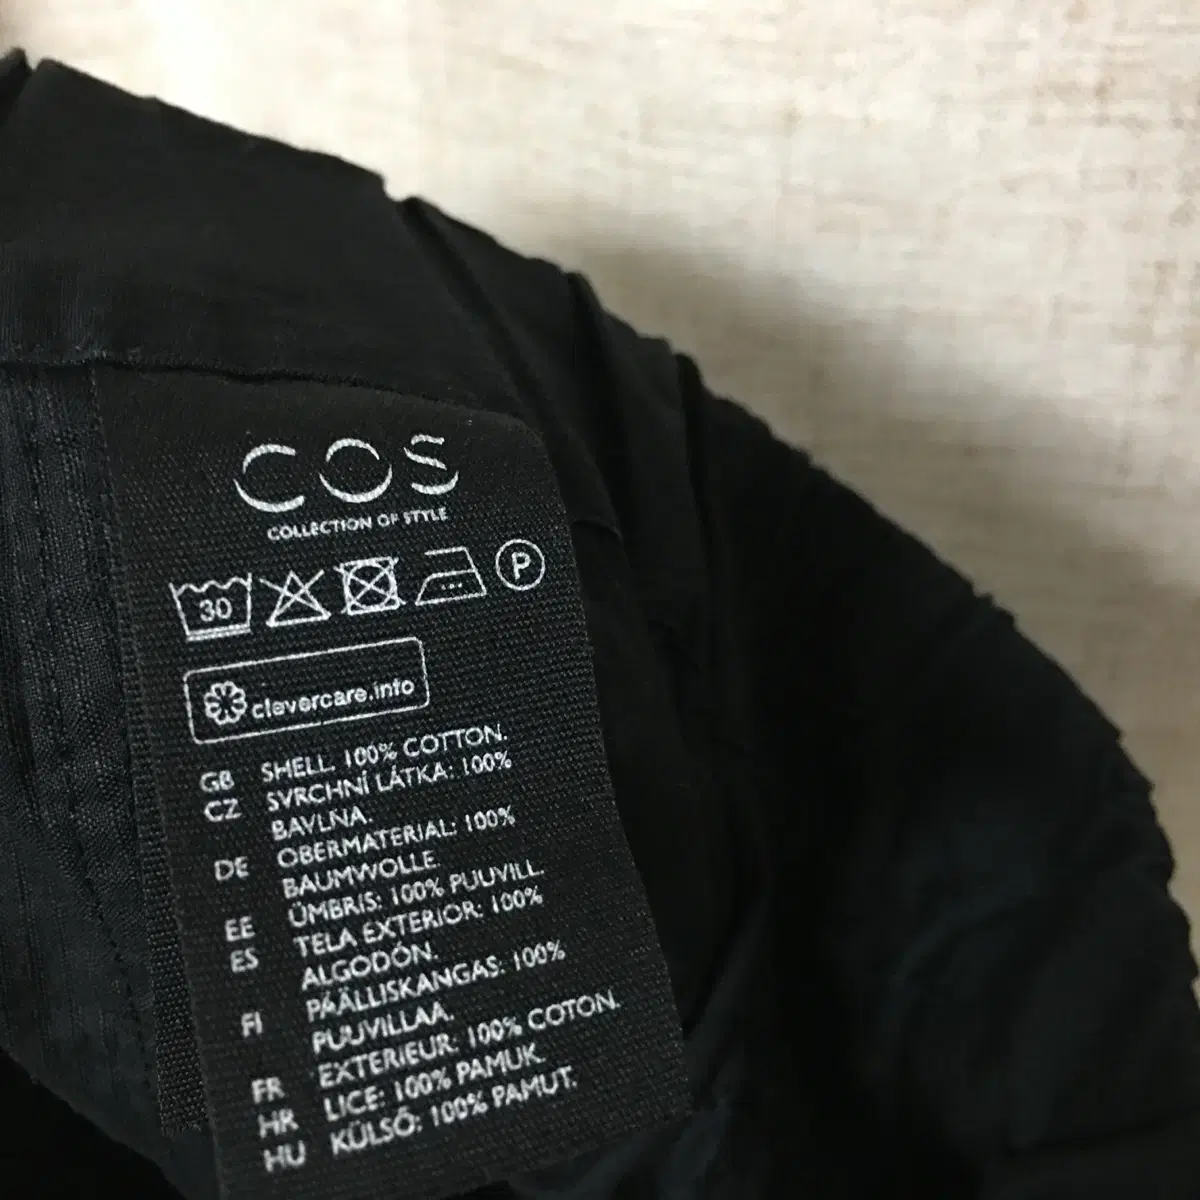 COS
COLLECTION OF STYLE
30 P
clevercare.info
GB SHELL. 100% COTTON.
CZ SVRCHNÍ LÁTKA: 100%
BAVLNA.
DE OBERMATERIAL: 100%
BAUMWOLLE.
EE ÜMBRIS: 100% PUUVILL.
ES TELA EXTERIOR: 100%
ALGODÓN.
FI PÄÄLLISKANGAS: 100%
PUUVILLAA.
FR EXTERIEUR: 100% COTON.
HR LICE: 100% PAMUK.
HU KÜLSŐ: 100% PAMUT.